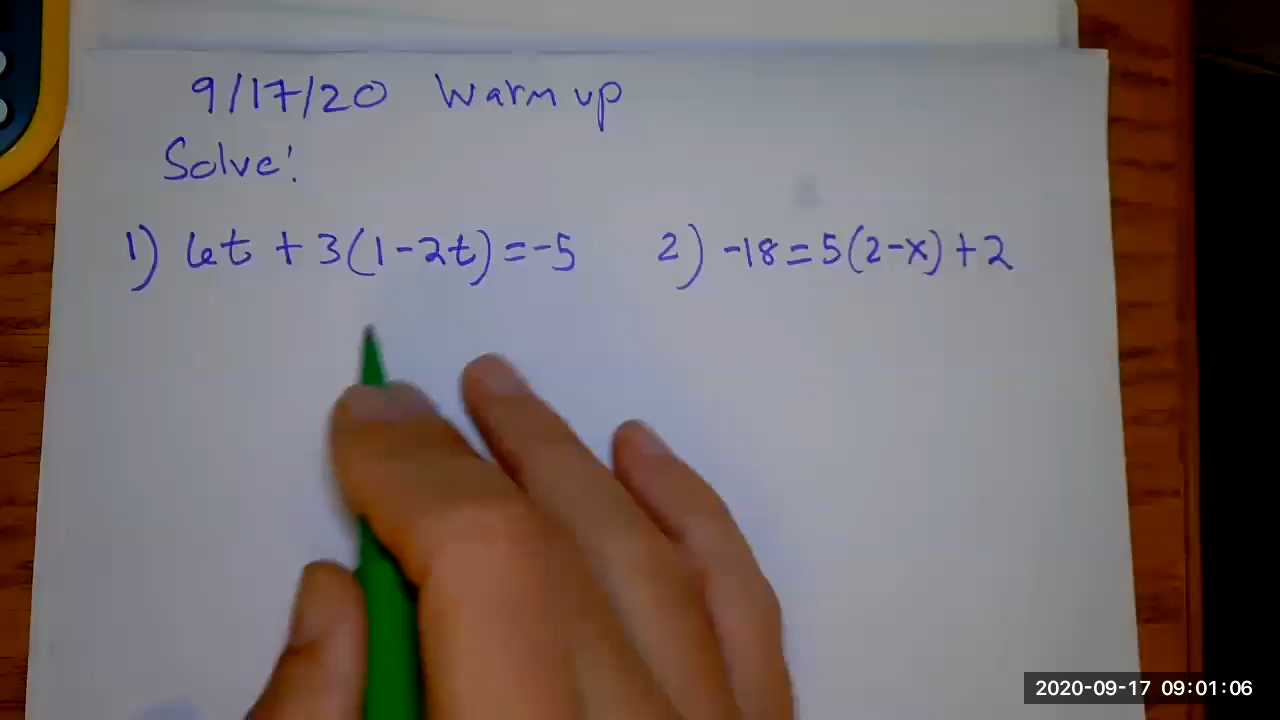 9/17/20 Warm up
Solve:
1) 6t + 3(1-2t) = -5 2) -18 = 5(2-x) + 2
2020-09-17 09:01:06